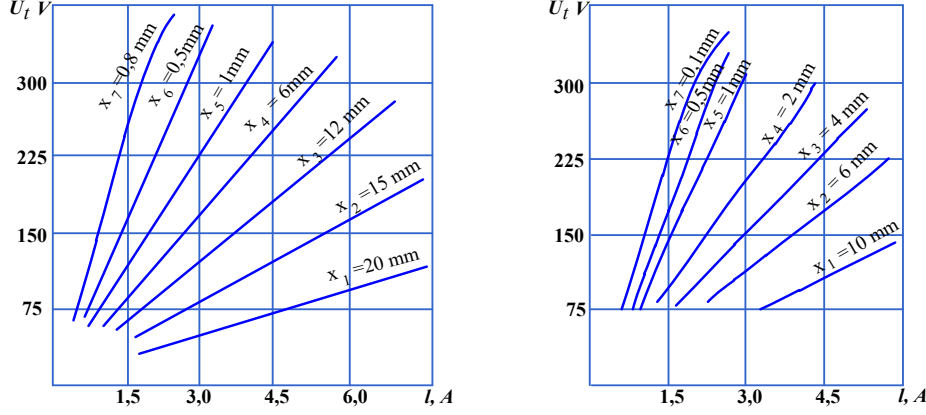 U_t V
x_7=0,8 mm
x_6=0,5mm
x_5= 1mm
x_4= 6mm
x_3= 12 mm
x_2= 15 mm
x_1=20 mm
300
225
150
75
1,5 3,0 4,5 6,0 l, A
U_t V
x_7=0,1mm
x_6=0,5mm
x_5=1mm
x_4 = 2 mm
x_3 = 4 mm
x_2 = 6 mm
x_1=10 mm
300
225
150
75
1,5 3,0 4,5 l, A